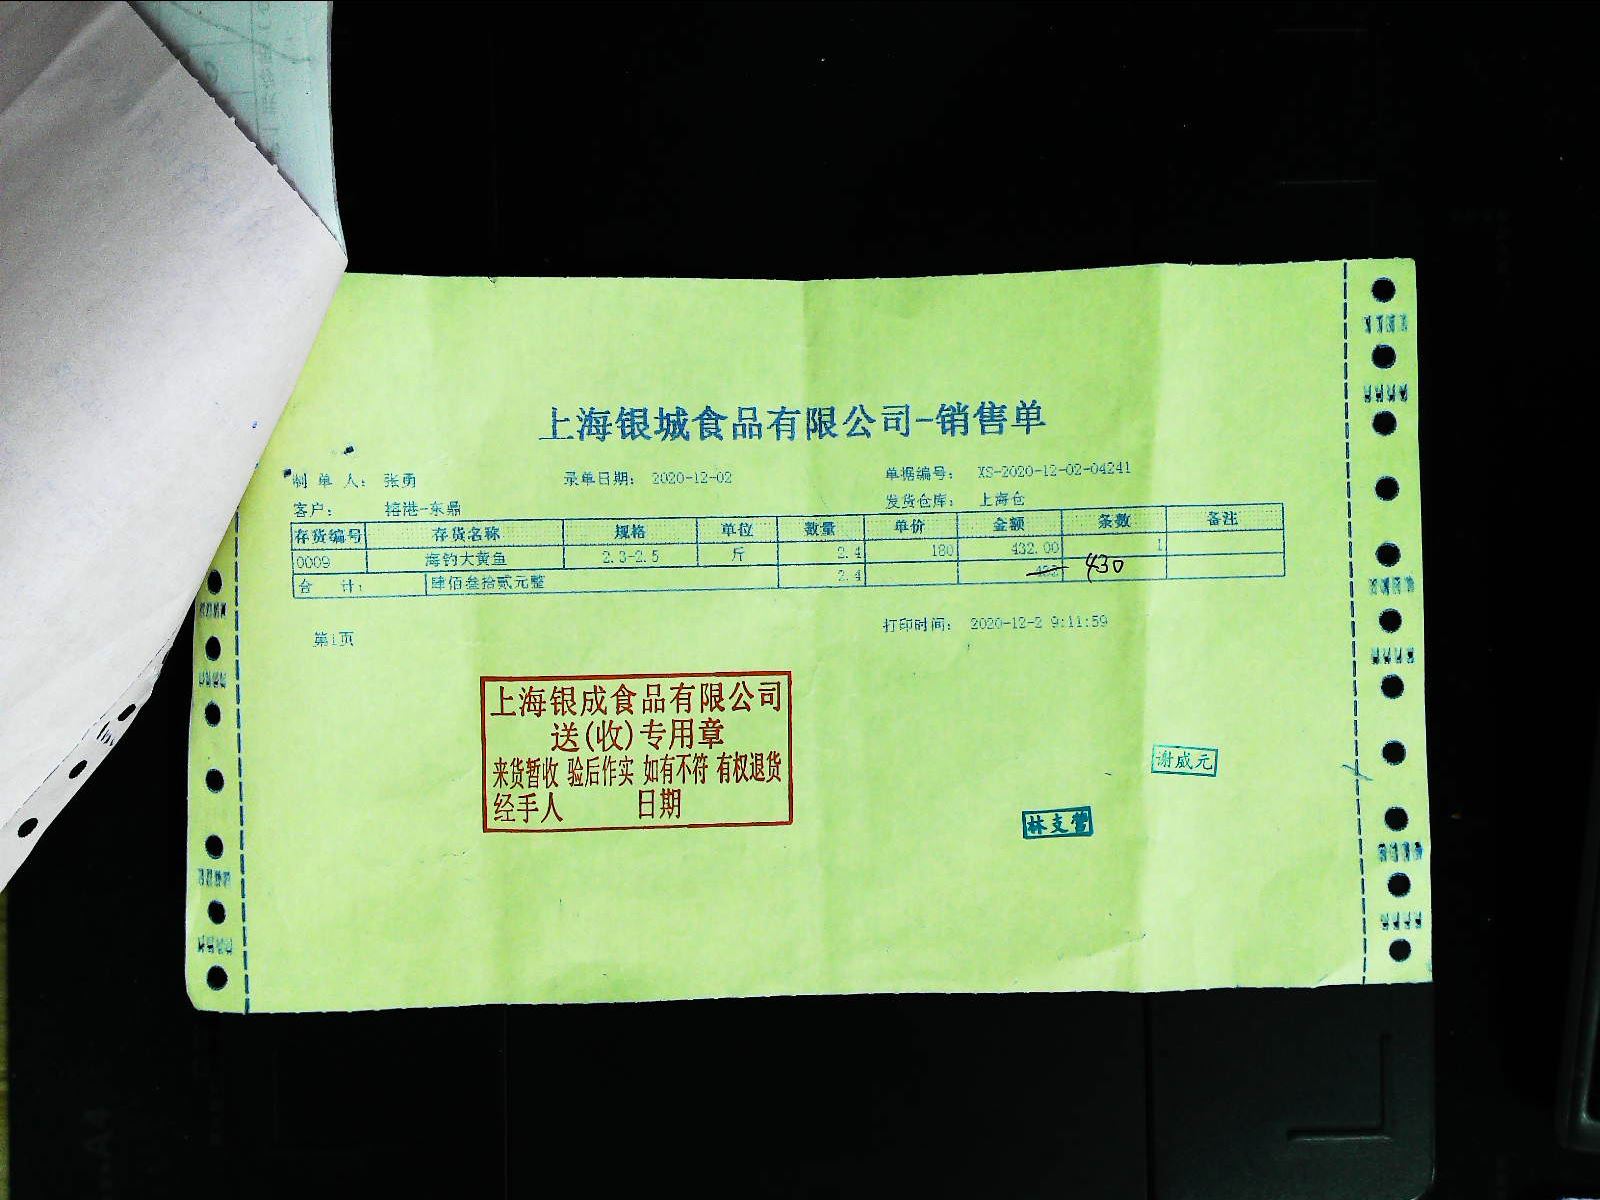 上海银城食品有限公司-销售单
制 单 人： 张勇 录单日期： 2020-12-02 单据编号： XS-2020-12-02-04241
客户： 榕港-东鼎 发货仓库： 上海仓
存货编号 存货名称 规格 单位 数量 单价 金额 条数 备注
0009 海钓大黄鱼 2.3-2.5 斤 2.4 180 432.00 1
合 计： 肆佰叁拾贰元整 2.4 432 430
第1页 打印时间： 2020-12-2 9:11:59
上海银成食品有限公司
送(收)专用章
来货暂收 验后作实 如有不符 有权退货
经手人 日期
谢威元
林支营